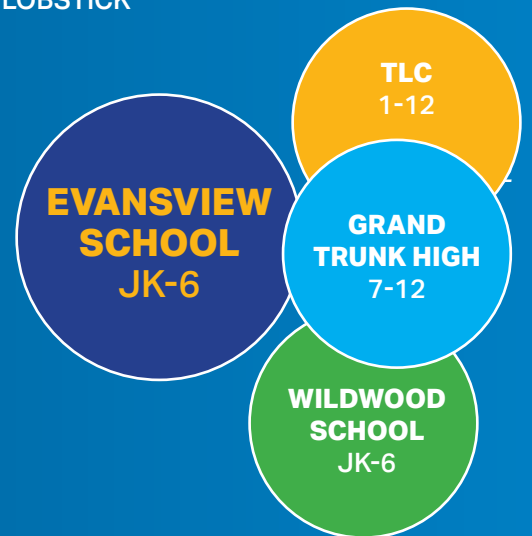 LOBSTICK
TLC
1-12
EVANSVIEW
SCHOOL
JK-6
GRAND
TRUNK HIGH
7-12
WILDWOOD
SCHOOL
JK-6